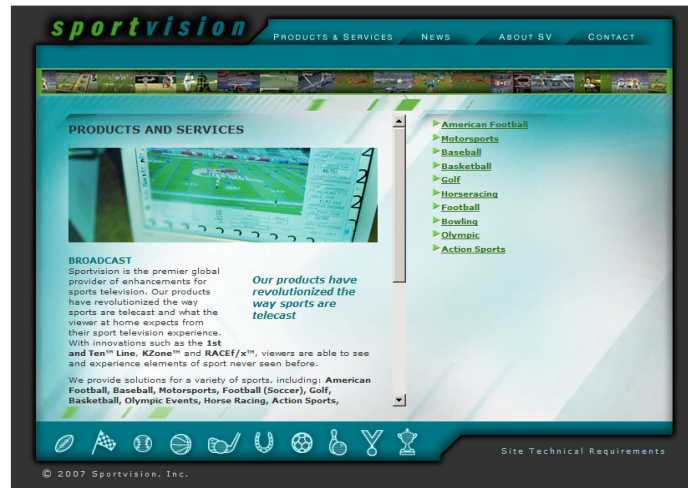 sportvision
PRODUCTS & SERVICES
NEWS
ABOUT SV
CONTACT
PRODUCTS AND SERVICES
BROADCAST
Sportvision is the premier global
provider of enhancements for
sports television. Our products
have revolutionized the way
sports are telecast and what the
viewer at home expects from
their sport television experience.
With innovations such as the 1st
and Ten™ Line, KZone™ and RACEf/x™, viewers are able to see
and experience elements of sport never seen before.
Our products have
revolutionized the
way sports are
telecast
We provide solutions for a variety of sports, including: American
Football, Baseball, Motorsports, Football (Soccer), Golf,
Basketball, Olympic Events, Horse Racing, Action Sports,
American Football
Motorsports
Baseball
Basketball
Golf
Horseracing
Football
Bowling
Olympic
Action Sports
Site Technical Requirements
© 2007 Sportvision, Inc.